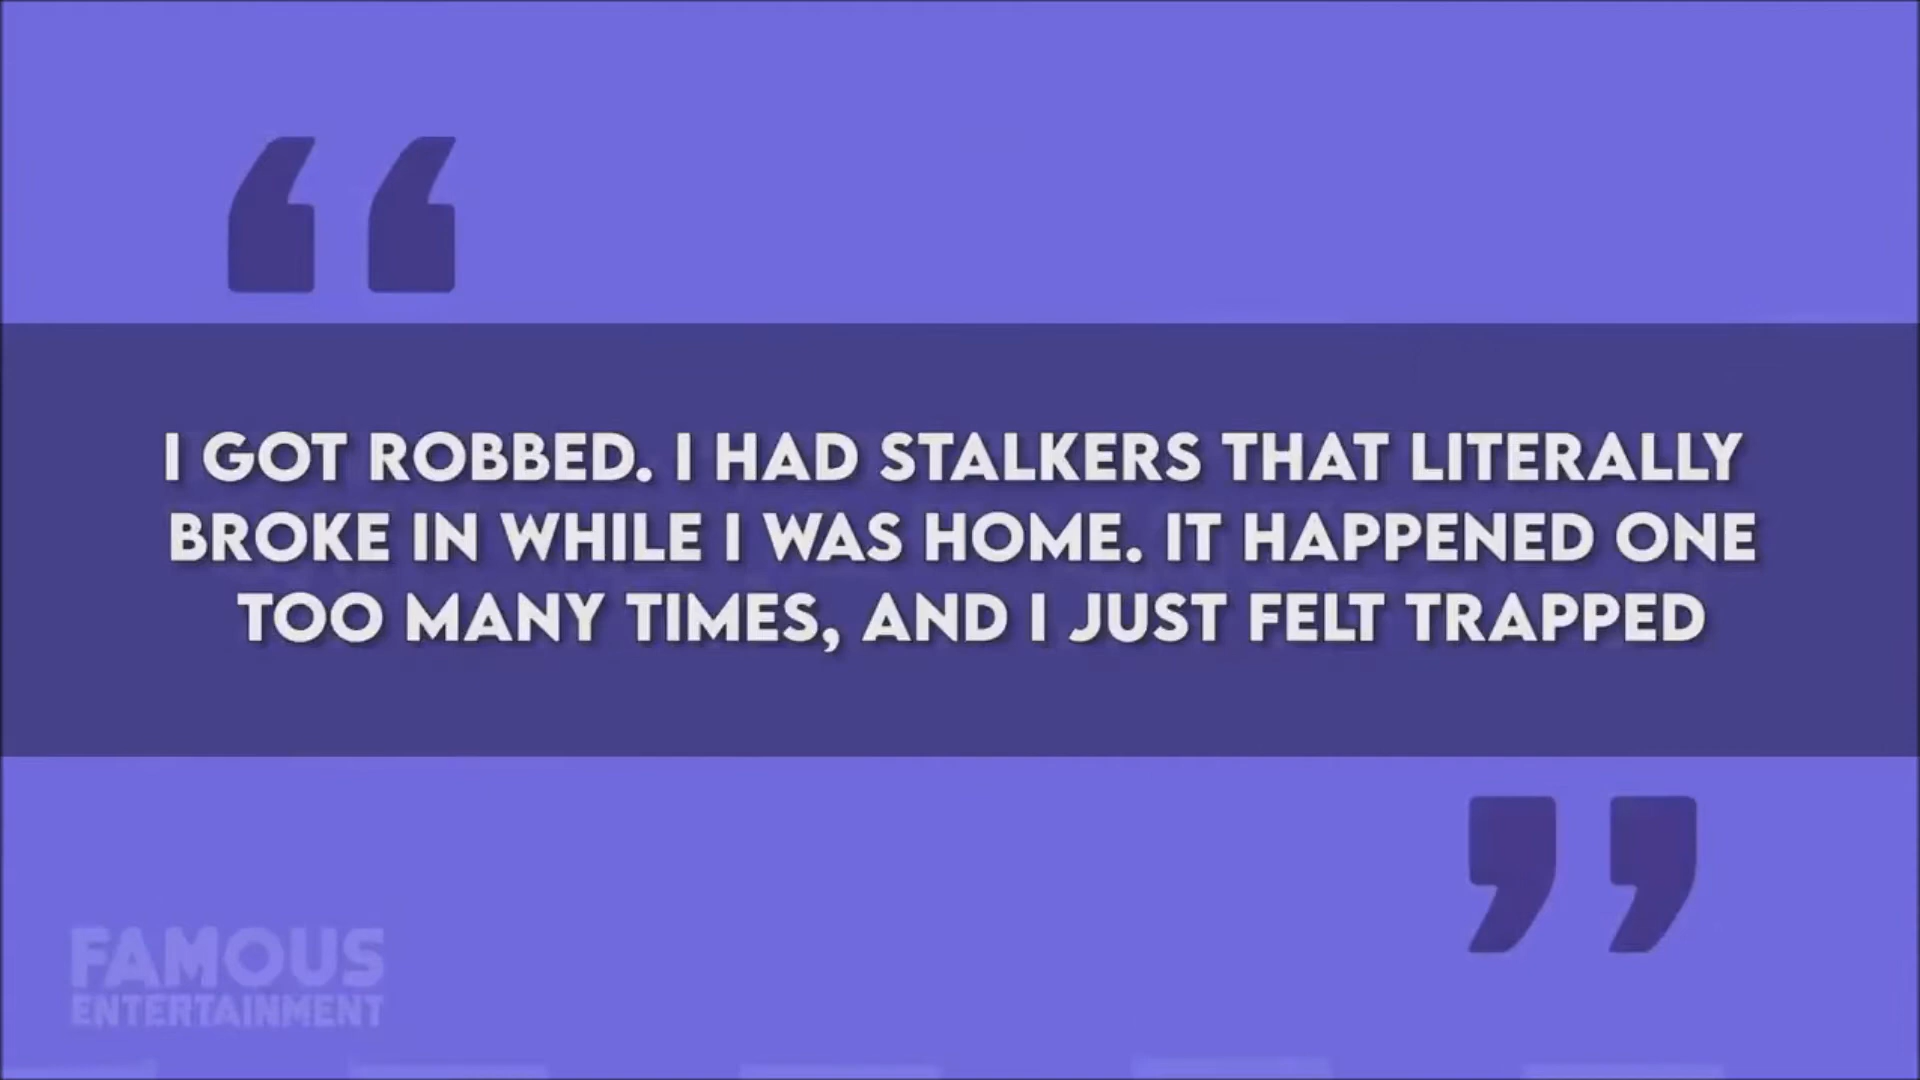 I GOT ROBBED. I HAD STALKERS THAT LITERALLY
BROKE IN WHILE I WAS HOME. IT HAPPENED ONE
TOO MANY TIMES, AND I JUST FELT TRAPPED
FAMOUS
ENTERTAINMENT